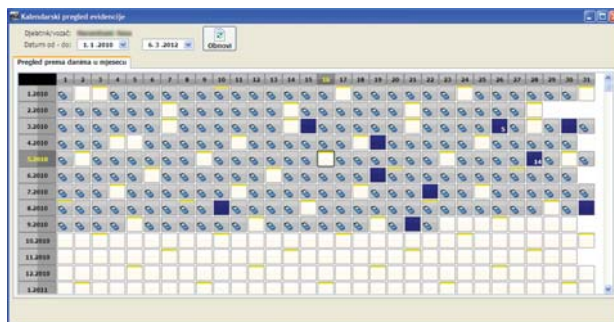 Kalendarski pregled evidencije
Djelatnik/vozač:
Datum od - do: 1. 1 .2010 6. 3 .2012 Obnovi
Pregled prema danima u mjesecu
1 2 3 4 5 6 7 8 9 10 11 12 13 14 15 16 17 18 19 20 21 22 23 24 25 26 27 28 29 30 31
1.2010
2.2010
3.2010 5
4.2010
5.2010 14
6.2010
7.2010
8.2010
9.2010
10.2010
11.2010
12.2010
1.2011